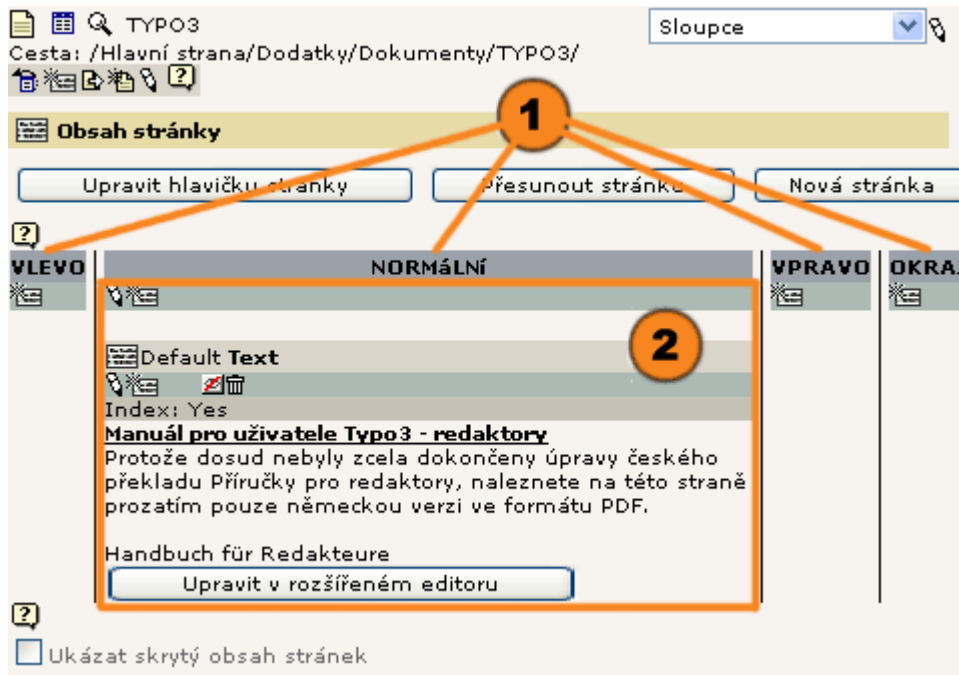 TYPO3
Sloupce
Cesta: /Hlavní strana/Dodatky/Dokumenty/TYPO3/
1
Obsah stránky
Upravit hlavičku stránky
Přesunout stránku
Nová stránka
VLEVO
NORMáLNí
VPRAVO
OKRAJ
2
Default Text
Index: Yes
Manuál pro uživatele Typo3 - redaktory
Protože dosud nebyly zcela dokončeny úpravy českého
překladu Příručky pro redaktory, naleznete na této straně
prozatím pouze německou verzi ve formátu PDF.
Handbuch für Redakteure
Upravit v rozšířeném editoru
Ukázat skrytý obsah stránek